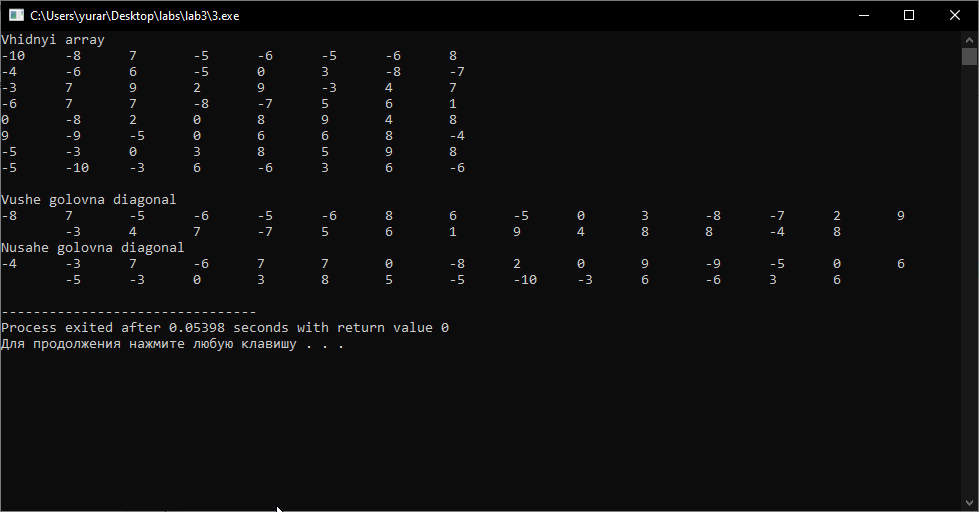 C:\Users\yurar\Desktop\labs\lab3\3.exe
Vhidnyi array
-10 -8 7 -5 -6 -5 -6 8
-4 -6 6 -5 0 3 -8 -7
-3 7 9 2 9 -3 4 7
-6 7 7 -8 -7 5 6 1
0 -8 2 0 8 9 4 8
9 -9 -5 0 6 6 8 -4
-5 -3 0 3 8 5 9 8
-5 -10 -3 6 -6 3 6 -6
Vushe golovna diagonal
-8 7 -5 -6 -5 -6 8 6 -5 0 3 -8 -7 2 9
-3 4 7 -7 5 6 1 9 4 8 8 -4 8
Nusahe golovna diagonal
-4 -3 7 -6 7 7 0 -8 2 0 9 -9 -5 0 6
-5 -3 0 3 8 5 -5 -10 -3 6 -6 3 6
--------------------------------
Process exited after 0.05398 seconds with return value 0
Для продолжения нажмите любую клавишу . . .